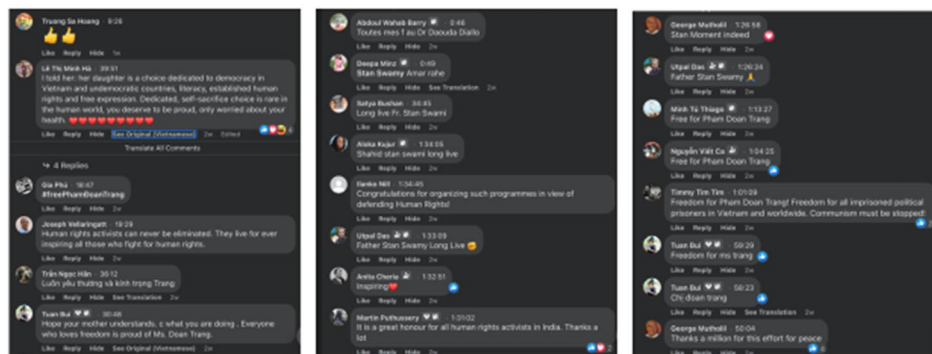 Truong Sa Hoang · 9:26
👍👍
Like Reply Hide 1w
Lê Thị Minh Hà · 39:51
I told her: her daughter is a choice dedicated to democracy in
Vietnam and undemocratic countries, literacy, established human
rights and free expression. Dedicated, self-sacrifice choice is rare in
the human world, you deserve to be proud, only worried about your
health. ❤❤❤❤❤❤❤❤❤❤
Like Reply Hide See Original (Vietnamese) 2w Edited
Translate All Comments
4 Replies
Gia Phú · 18:47
#freePhamDoanTrang
Like Reply Hide 2w
Joseph Vellaringatt · 19:29
Human rights activists can never be eliminated. They live for ever
inspiring all those who fight for human rights.
Like Reply Hide 2w
Trần Ngọc Hân · 36:12
Luôn yêu thương và kính trọng Trang
Like Reply Hide See Translation 2w
Tuan Bui · 30:48
Hope your mother understands. c what you are doing . Everyone
who loves freedom is proud of Ms. Doan Trang.
Like Reply Hide See Original (Vietnamese) 2w
Abdoul Wahab Barry · 0:46
Toutes mes f au Dr Daouda Diallo
Like Reply Hide 2w
Deepa Minz · 0:49
Stan Swamy Amar rahe
Like Reply Hide See Translation 2w
Satya Bushan · 34:45
Long live Fr. Stan Swami
Like Reply Hide 2w
Aloka Kujur · 1:34:05
Shahid stan swami long live
Like Reply Hide 2w
Nill · 1:34:45
Congratulations for organizing such programmes in view of
defending Human Rights!
Like Reply Hide 2w
Utpal Das · 1:33:09
Father Stan Swamy Long Live
Like Reply Hide 2w
Anita Cheria · 1:32:51
Inspiring❤
Like Reply Hide 2w
Martin Puthussery · 1:31:02
It is a great honour for all human rights activists in India. Thanks a
lot
Like Reply Hide 2w
George Mutholil · 1:26:58
Stan Moment indeed
Like Reply Hide 2w
Utpal Das · 1:26:24
Father Stan Swamy 🙏
Like Reply Hide 2w
Minh Tú Thiago · 1:13:27
Free for Pham Doan Trang
Like Reply Hide 2w
Nguyễn Viết Ca · 1:04:25
Free for Pham Doan Trang
Like Reply Hide 2w
Timmy Tim Tim · 1:01:09
Freedom for Pham Doan Trang! Freedom for all imprisoned political
prisoners in Vietnam and worldwide. Communism must be stopped!
Like Reply Hide 2w
Tuan Bui · 59:29
Freedom for ms trang
Like Reply Hide 2w
Tuan Bui · 59:23
Chị đoan trang
Like Reply Hide See Translation 2w
George Mutholil · 50:04
Thanks a million for this effort for peace
Like Reply Hide 2w